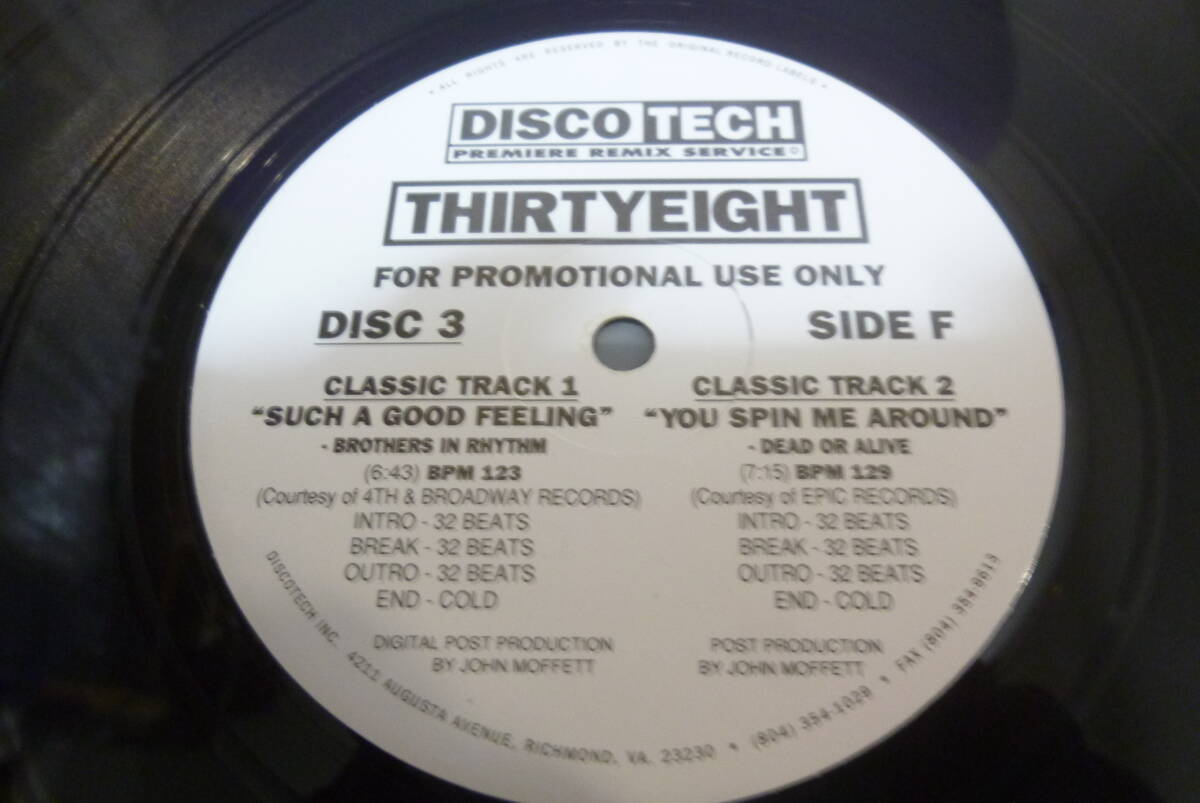 • ALL RIGHTS ARE RESERVED BY THE ORIGINAL RECORD LABELS •
DISCOTECH
PREMIERE REMIX SERVICE©
THIRTYEIGHT
FOR PROMOTIONAL USE ONLY
DISC 3
SIDE F
CLASSIC TRACK 1
"SUCH A GOOD FEELING"
- BROTHERS IN RHYTHM
(6:43) BPM 123
(Courtesy of 4TH & BROADWAY RECORDS)
INTRO - 32 BEATS
BREAK - 32 BEATS
OUTRO - 32 BEATS
END - COLD
DIGITAL POST PRODUCTION
BY JOHN MOFFETT
CLASSIC TRACK 2
"YOU SPIN ME AROUND"
- DEAD OR ALIVE
(7:15) BPM 129
(Courtesy of EPIC RECORDS)
INTRO - 32 BEATS
BREAK - 32 BEATS
OUTRO - 32 BEATS
END - COLD
POST PRODUCTION
BY JOHN MOFFETT
DISCOTECH INC. 4211 AUGUSTA AVENUE, RICHMOND, VA. 23230 • (804) 354-1029 • FAX (804) 354-8613